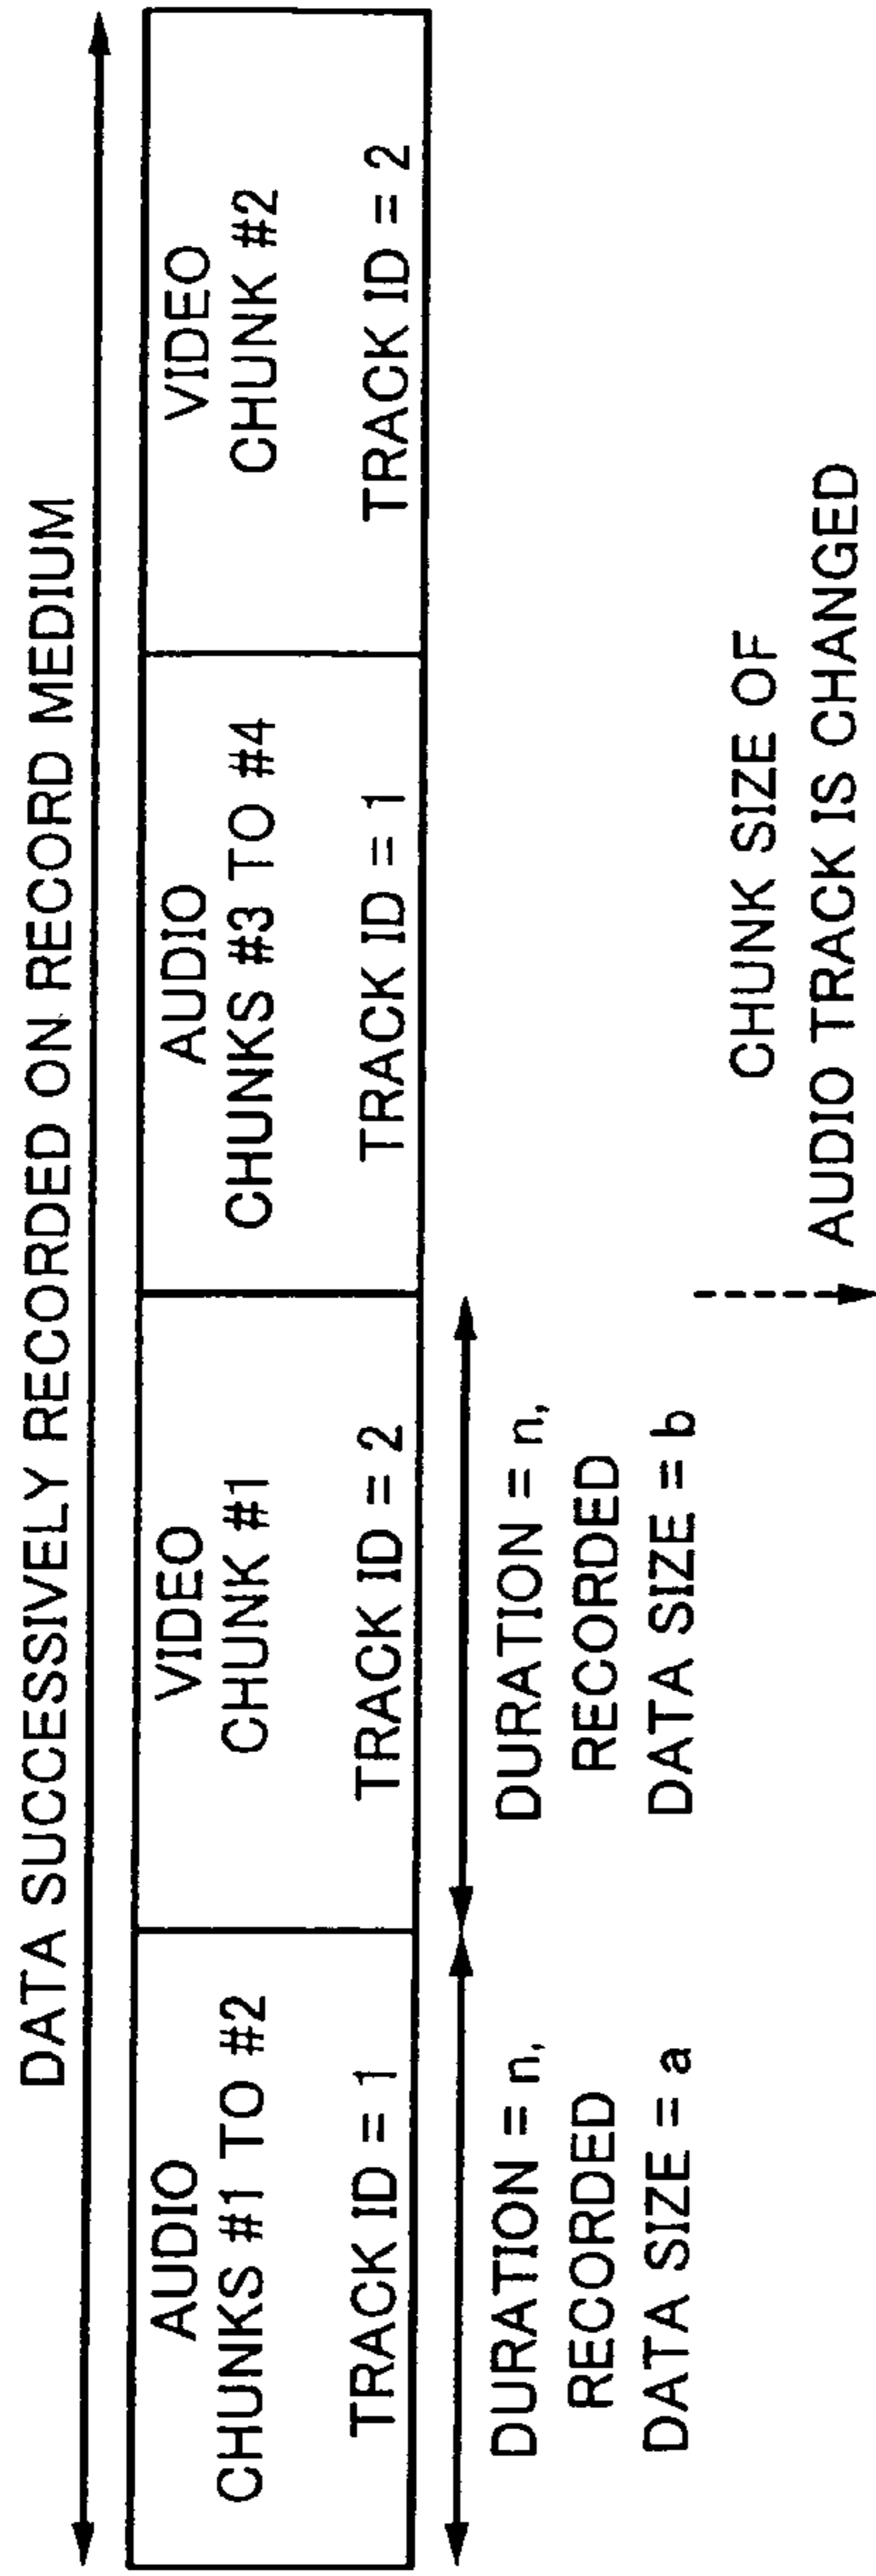 DATA SUCCESSIVELY RECORDED ON RECORD MEDIUM
AUDIO
CHUNKS #1 TO #2
TRACK ID = 1
VIDEO
CHUNK #1
TRACK ID = 2
AUDIO
CHUNKS #3 TO #4
TRACK ID = 1
VIDEO
CHUNK #2
TRACK ID = 2
DURATION = n,
RECORDED
DATA SIZE = a
DURATION = n,
RECORDED
DATA SIZE = b
CHUNK SIZE OF
AUDIO TRACK IS CHANGED